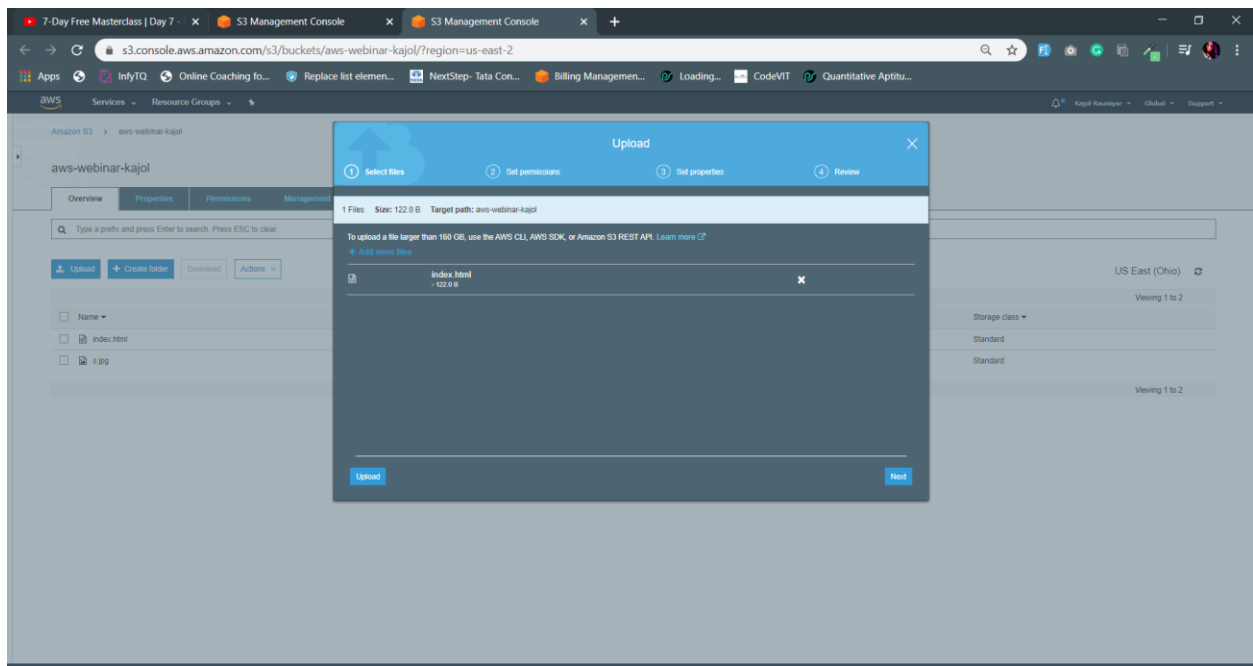 7-Day Free Masterclass | Day 7 - 
S3 Management Console
S3 Management Console
s3.console.aws.amazon.com/s3/buckets/aws-webinar-kajol/?region=us-east-2
Apps
InfyTQ
Online Coaching fo...
Replace list elemen...
NextStep- Tata Con...
Billing Managemen...
Loading...
CodeVIT
Quantitative Aptitu...
aws
Services
Resource Groups
Kajol Rauniyar
Global
Support
Amazon S3 > aws-webinar-kajol
aws-webinar-kajol
Overview
Properties
Permissions
Management
Type a prefix and press Enter to search. Press ESC to clear.
Upload
+ Create folder
Download
Actions
US East (Ohio)
Viewing 1 to 2
Name
Storage class
index.html
Standard
s.jpg
Standard
Viewing 1 to 2
Upload
1 Select files
2 Set permissions
3 Set properties
4 Review
1 Files Size: 122.0 B Target path: aws-webinar-kajol
To upload a file larger than 160 GB, use the AWS CLI, AWS SDK, or Amazon S3 REST API. Learn more
+ Add more files
index.html
- 122.0 B
Upload
Next